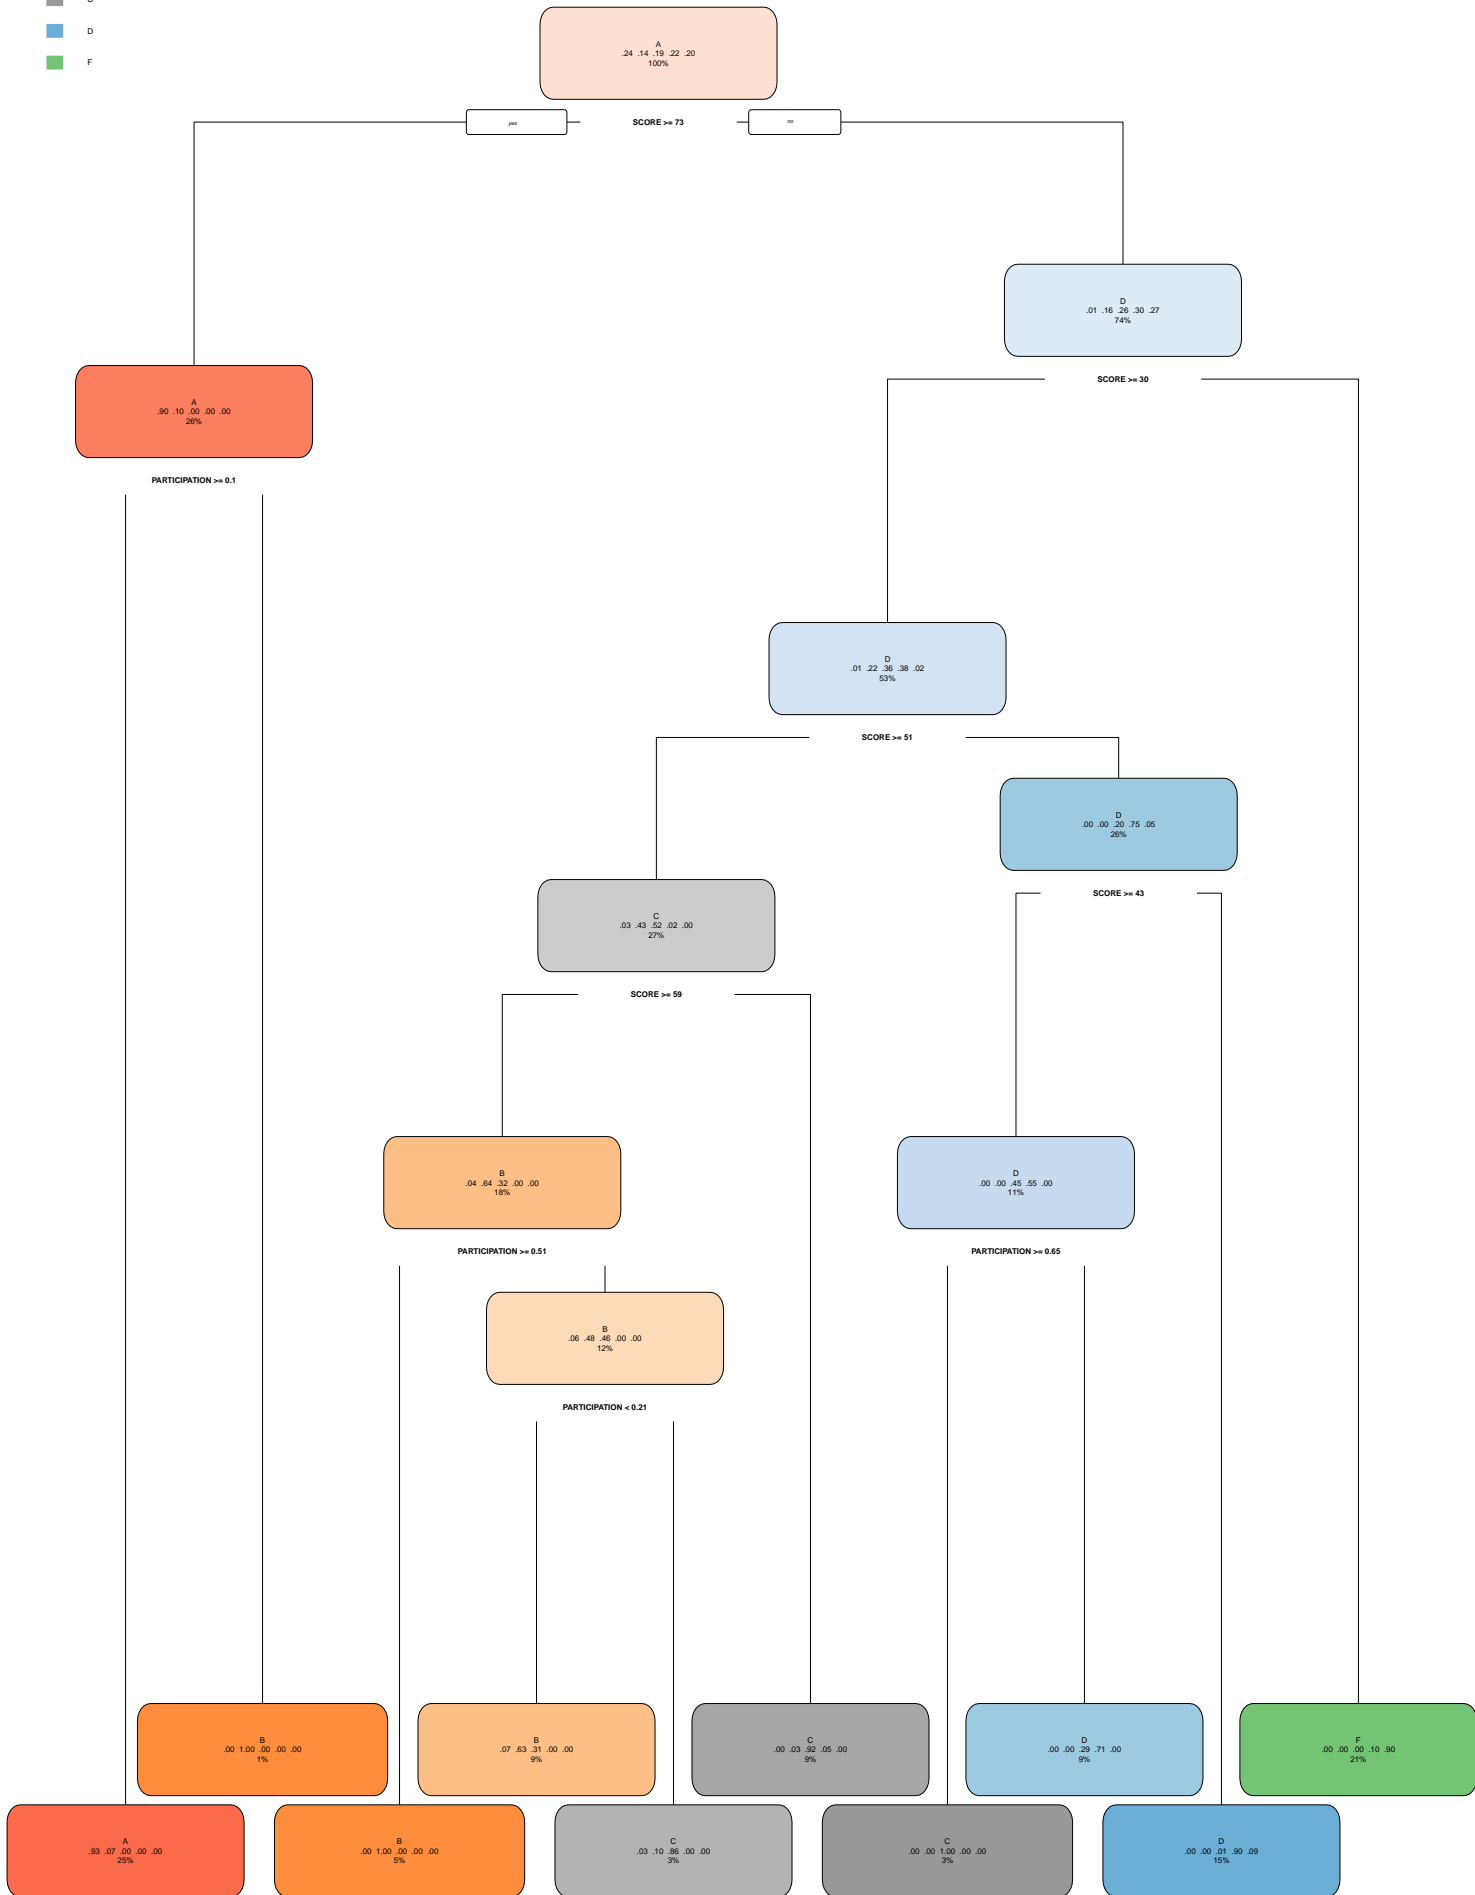 D
F
A
.24 .14 .19 .22 .20
100%
yes
SCORE >= 73
no
D
.01 .16 .26 .30 .27
74%
SCORE >= 30
A
.90 .10 .00 .00 .00
26%
PARTICIPATION >= 0.1
D
.01 .22 .36 .38 .02
53%
SCORE >= 51
D
.00 .00 .20 .75 .05
26%
SCORE >= 43
C
.03 .43 .52 .02 .00
27%
SCORE >= 59
B
.04 .64 .32 .00 .00
18%
PARTICIPATION >= 0.51
D
.00 .00 .45 .55 .00
11%
PARTICIPATION >= 0.65
B
.06 .48 .46 .00 .00
12%
PARTICIPATION < 0.21
B
.00 1.00 .00 .00 .00
1%
B
.07 .63 .31 .00 .00
9%
C
.00 .03 .92 .05 .00
9%
D
.00 .00 .29 .71 .00
9%
F
.00 .00 .00 .10 .90
21%
A
.93 .07 .00 .00 .00
25%
B
.00 1.00 .00 .00 .00
5%
C
.03 .10 .86 .00 .00
3%
C
.00 .00 1.00 .00 .00
3%
D
.00 .00 .01 .90 .09
15%